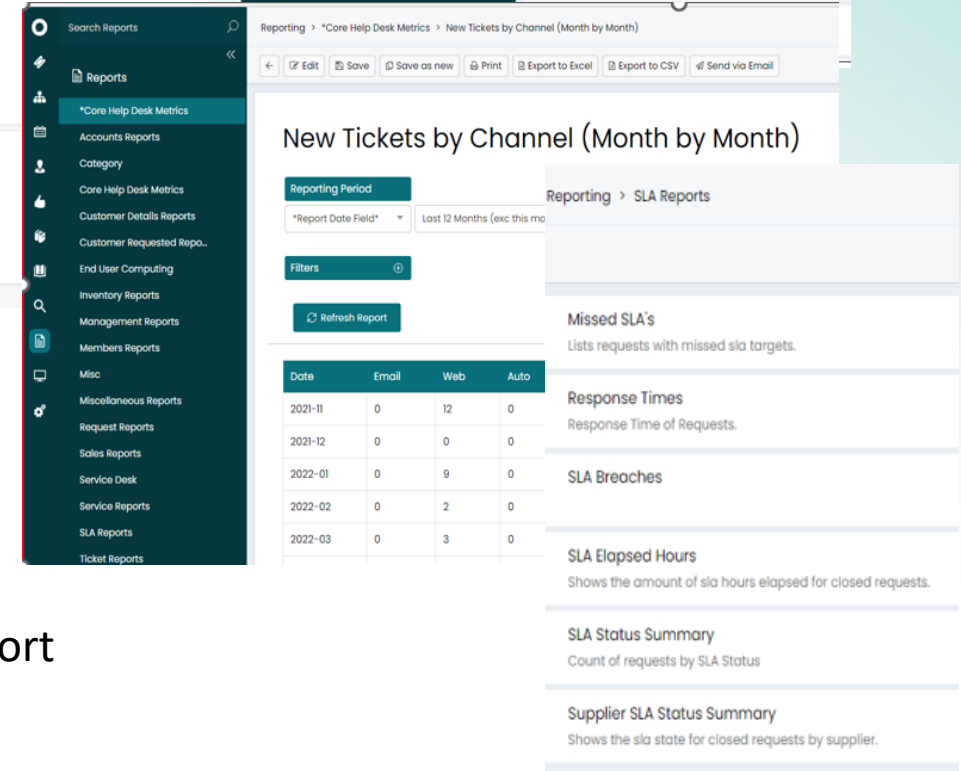 Search Reports
Reports
*Core Help Desk Metrics
Accounts Reports
Category
Core Help Desk Metrics
Customer Details Reports
Customer Requested Repo...
End User Computing
Inventory Reports
Management Reports
Members Reports
Misc
Miscellaneous Reports
Request Reports
Sales Reports
Service Desk
Service Reports
SLA Reports
Ticket Reports
Reporting > *Core Help Desk Metrics > New Tickets by Channel (Month by Month)
Edit Save Save as new Print Export to Excel Export to CSV Send via Email
New Tickets by Channel (Month by Month)
Reporting Period
*Report Date Field* Last 12 Months (exc this mo
Filters
Refresh Report
Date Email Web Auto
2021-11 0 12 0
2021-12 0 0 0
2022-01 0 9 0
2022-02 0 2 0
2022-03 0 3 0
Reporting > SLA Reports
Missed SLA's
Lists requests with missed sla targets.
Response Times
Response Time of Requests.
SLA Breaches
SLA Elapsed Hours
Shows the amount of sla hours elapsed for closed requests.
SLA Status Summary
Count of requests by SLA Status
Supplier SLA Status Summary
Shows the sla state for closed requests by supplier.
ort